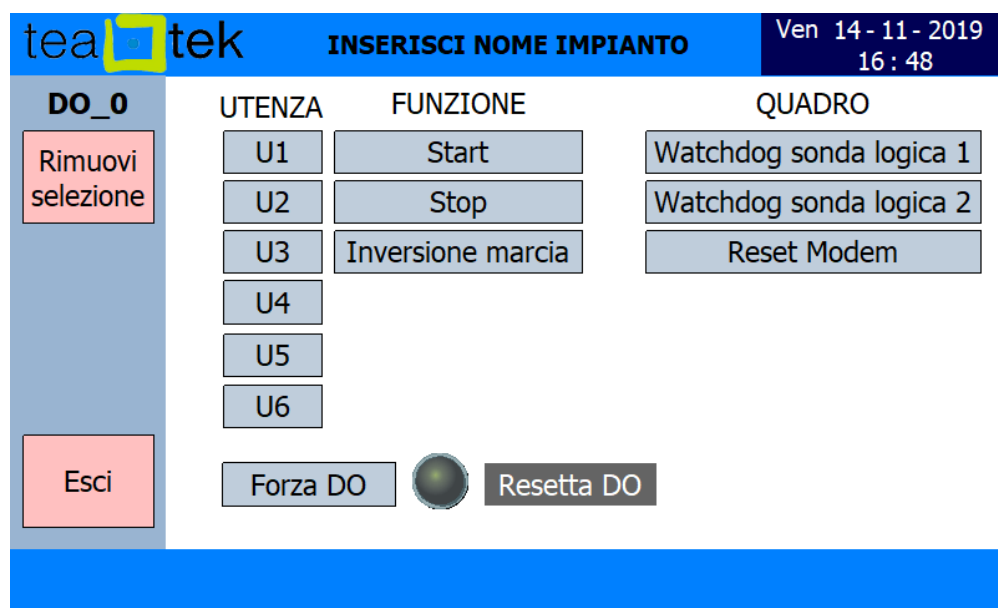 teatek
INSERISCI NOME IMPIANTO
Ven 14 - 11 - 2019
16 : 48
DO_0
Rimuovi
selezione
Esci
UTENZA FUNZIONE QUADRO
U1 Start Watchdog sonda logica 1
U2 Stop Watchdog sonda logica 2
U3 Inversione marcia Reset Modem
U4
U5
U6
Forza DO Resetta DO